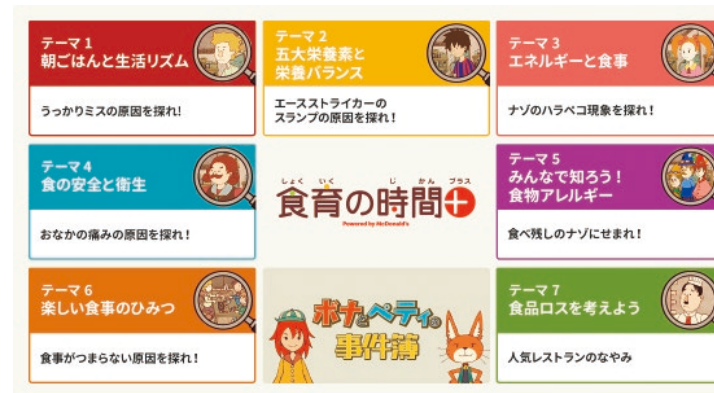 テーマ 1
朝ごはんと生活リズム
うっかりミスの原因を探れ!
テーマ 2
五大栄養素と
栄養バランス
エースストライカーの
スランプの原因を探れ!
テーマ 3
エネルギーと食事
ナゾのハラペコ現象を探れ!
テーマ 4
食の安全と衛生
おなかの痛みの原因を探れ!
しょく いく じ かん プラス
食育の時間+
Powered by McDonald's
テーマ 5
みんなで知ろう!
食物アレルギー
食べ残しのナゾにせまれ!
テーマ 6
楽しい食事のひみつ
食事がつまらない原因を探れ!
ボナとペティの
事件簿
テーマ 7
食品ロスを考えよう
人気レストランのなやみ